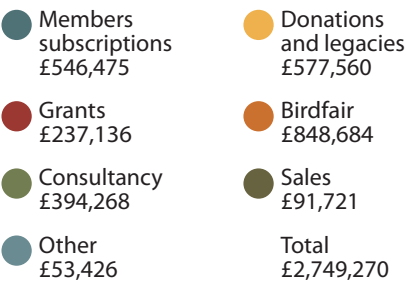 Members
subscriptions
£546,475
Donations
and legacies
£577,560
Grants
£237,136
Birdfair
£848,684
Consultancy
£394,268
Sales
£91,721
Other
£53,426
Total
£2,749,270